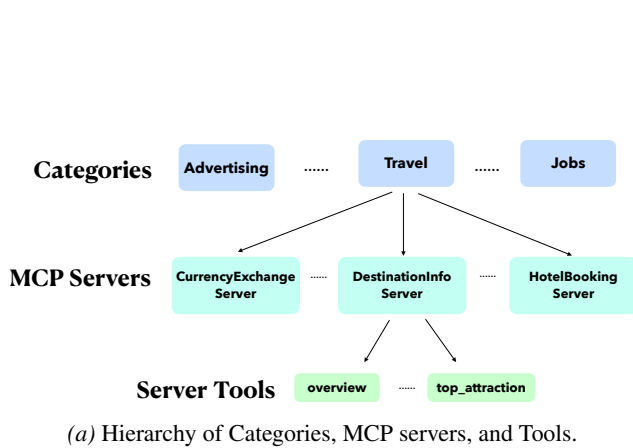 Categories
Advertising
......
Travel
......
Jobs
MCP Servers
CurrencyExchange
Server
......
DestinationInfo
Server
......
HotelBooking
Server
Server Tools
overview
......
top_attraction
(a) Hierarchy of Categories, MCP servers, and Tools.